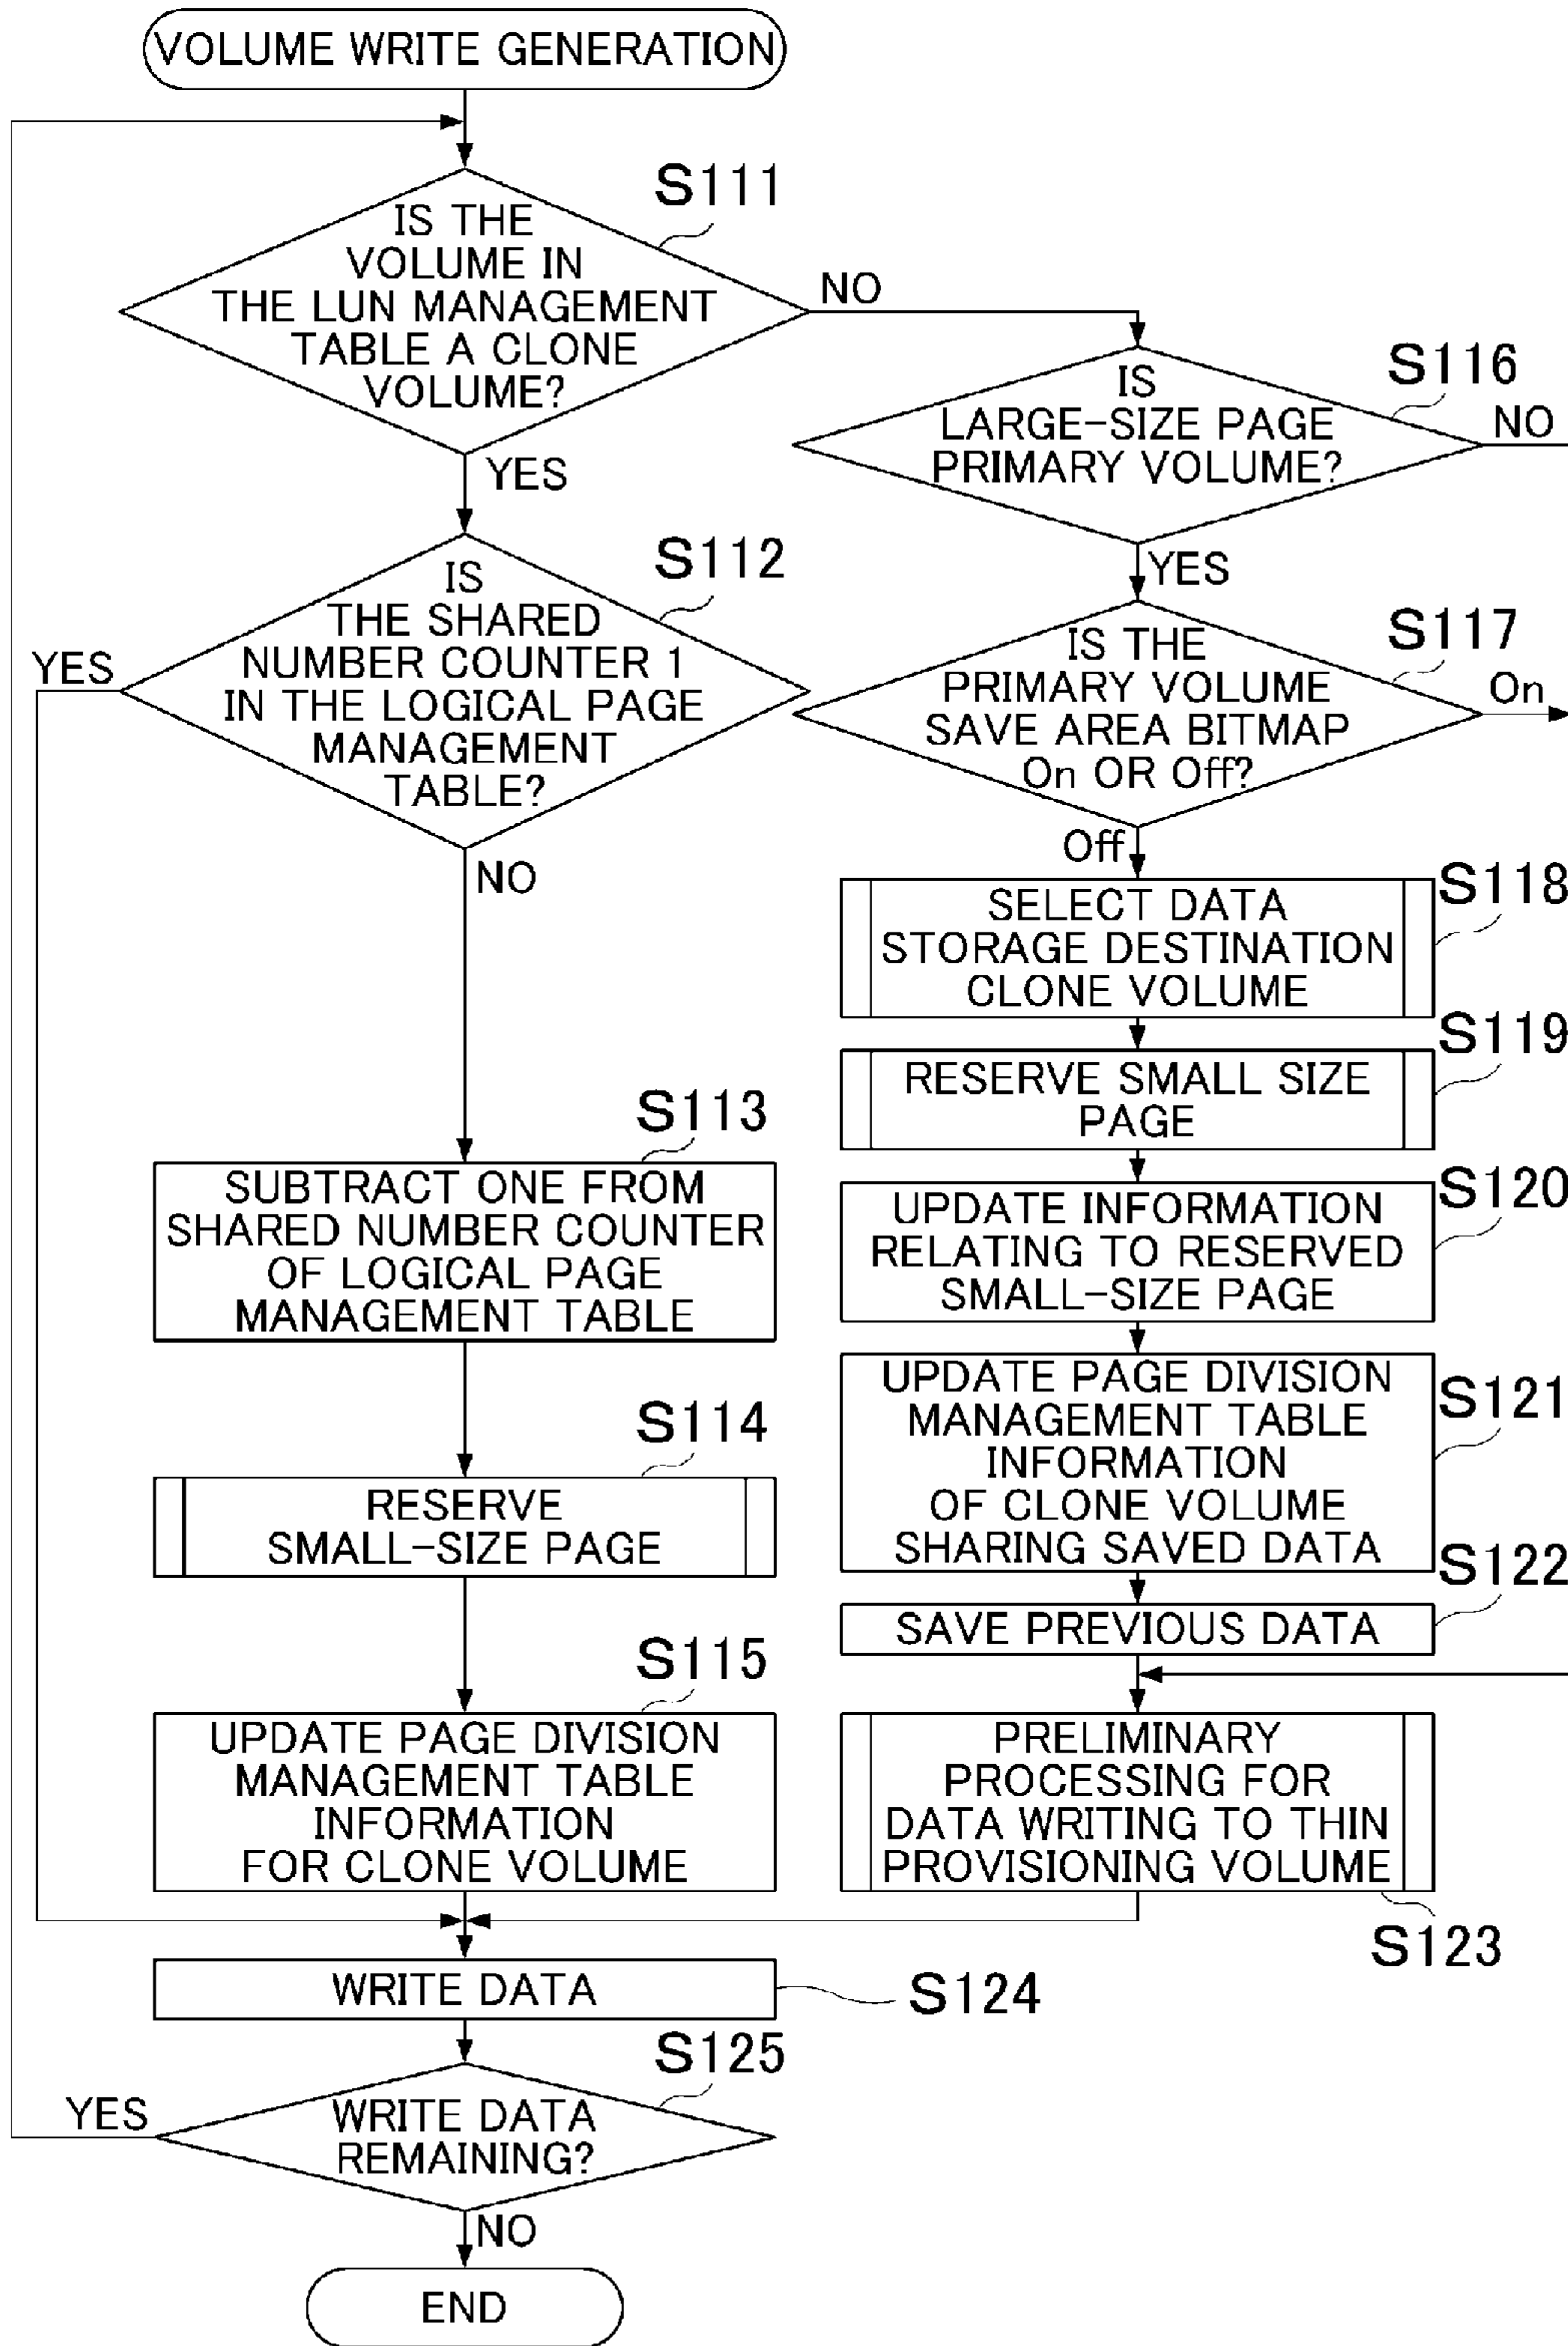 VOLUME WRITE GENERATION
S111
IS THE
VOLUME IN
THE LUN MANAGEMENT
TABLE A CLONE
VOLUME?
NO
YES
S112
IS
THE SHARED
NUMBER COUNTER 1
IN THE LOGICAL PAGE
MANAGEMENT
TABLE?
YES
NO
S113
SUBTRACT ONE FROM
SHARED NUMBER COUNTER
OF LOGICAL PAGE
MANAGEMENT TABLE
S114
RESERVE
SMALL-SIZE PAGE
S115
UPDATE PAGE DIVISION
MANAGEMENT TABLE
INFORMATION
FOR CLONE VOLUME
S116
IS
LARGE-SIZE PAGE
PRIMARY VOLUME?
NO
YES
S117
IS THE
PRIMARY VOLUME
SAVE AREA BITMAP
On OR Off?
On
Off
S118
SELECT DATA
STORAGE DESTINATION
CLONE VOLUME
S119
RESERVE SMALL SIZE
PAGE
S120
UPDATE INFORMATION
RELATING TO RESERVED
SMALL-SIZE PAGE
S121
UPDATE PAGE DIVISION
MANAGEMENT TABLE
INFORMATION
OF CLONE VOLUME
SHARING SAVED DATA
S122
SAVE PREVIOUS DATA
PRELIMINARY
PROCESSING FOR
DATA WRITING TO THIN
PROVISIONING VOLUME
S123
WRITE DATA
S124
S125
WRITE DATA
REMAINING?
YES
NO
END